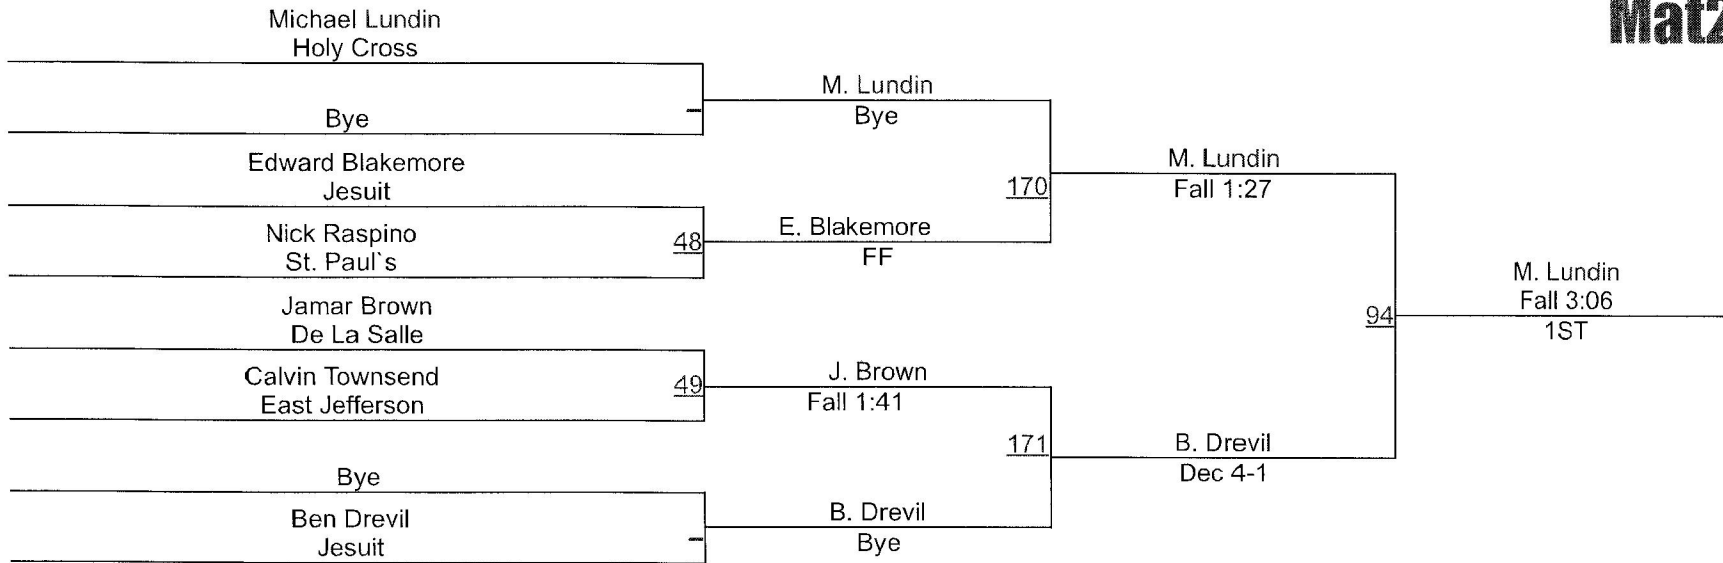 Mat2
Michael Lundin
Holy Cross
Bye
Edward Blakemore
Jesuit
Nick Raspino
St. Paul`s
Jamar Brown
De La Salle
Calvin Townsend
East Jefferson
Bye
Ben Drevil
Jesuit
48
49
M. Lundin
Bye
E. Blakemore
FF
J. Brown
Fall 1:41
B. Drevil
Bye
170
171
M. Lundin
Fall 1:27
B. Drevil
Dec 4-1
94
M. Lundin
Fall 3:06
1ST